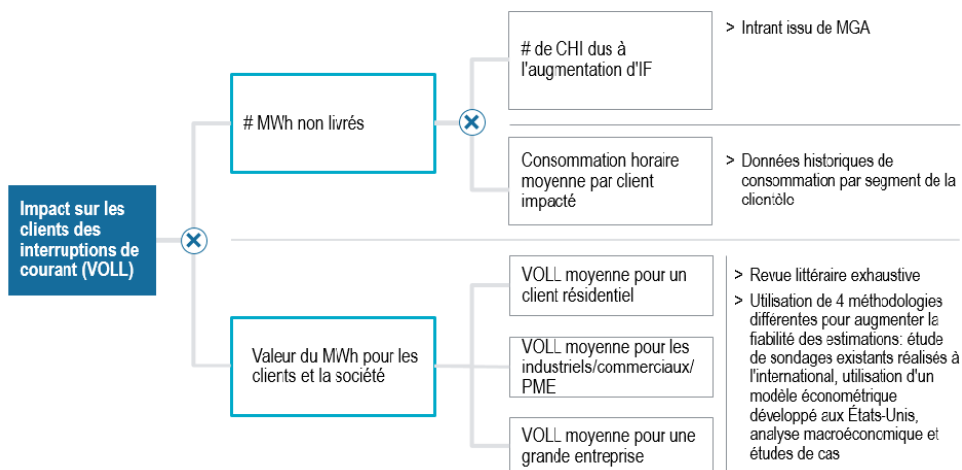 # de CHI dus à
l'augmentation d'IF
> Intrant issu de MGA
# MWh non livrés
Consommation horaire
moyenne par client
impacté
> Données historiques de
consommation par segment de la
clientèle
Impact sur les
clients des
interruptions de
courant (VOLL)
VOLL moyenne pour un
client résidentiel
Valeur du MWh pour les
clients et la société
VOLL moyenne pour les
industriels/commerciaux/
PME
VOLL moyenne pour une
grande entreprise
> Revue littéraire exhaustive
> Utilisation de 4 méthodologies
différentes pour augmenter la
fiabilité des estimations: étude
de sondages existants réalisés à
l'international, utilisation d'un
modèle économétrique
développé aux États-Unis,
analyse macroéconomique et
études de cas